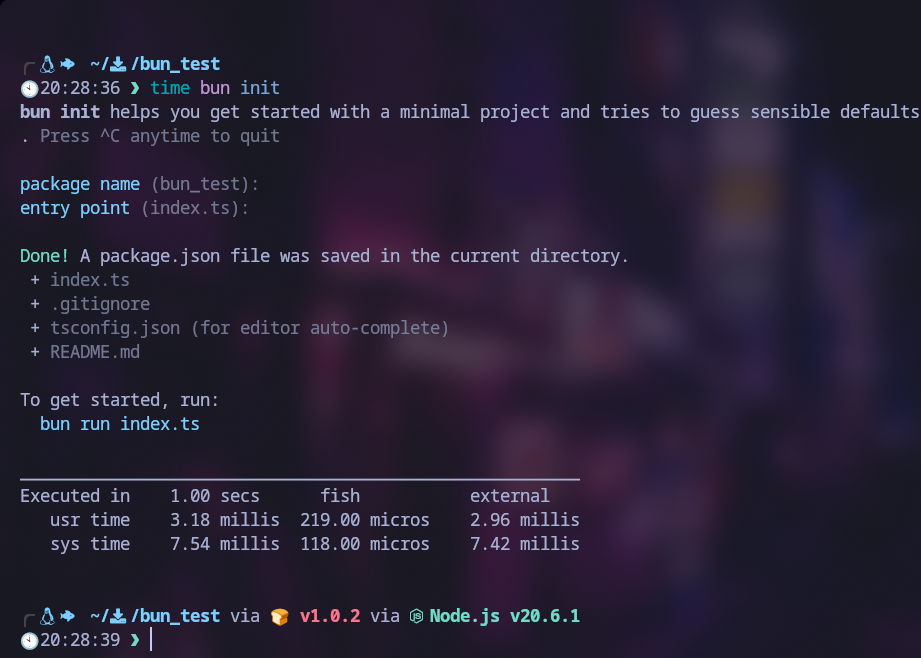 ~/ /bun_test
20:28:36 ❯ time bun init
bun init helps you get started with a minimal project and tries to guess sensible defaults
. Press ^C anytime to quit
package name (bun_test):
entry point (index.ts):
Done! A package.json file was saved in the current directory.
+ index.ts
+ .gitignore
+ tsconfig.json (for editor auto-complete)
+ README.md
To get started, run:
bun run index.ts
Executed in 1.00 secs fish external
usr time 3.18 millis 219.00 micros 2.96 millis
sys time 7.54 millis 118.00 micros 7.42 millis
~/ /bun_test via 🍞 v1.0.2 via Node.js v20.6.1
20:28:39 ❯